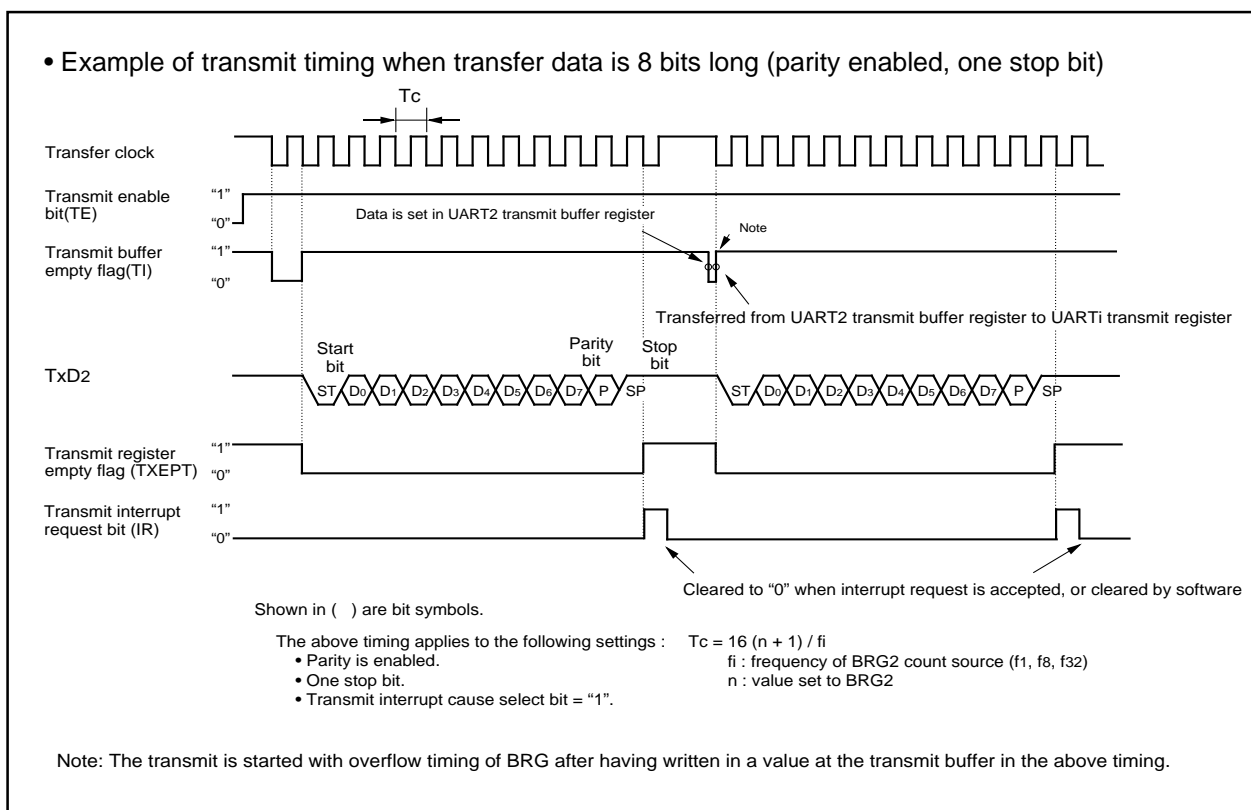 • Example of transmit timing when transfer data is 8 bits long (parity enabled, one stop bit)
Tc
Transfer clock
Transmit enable
bit(TE)
“1”
“0”
Data is set in UART2 transmit buffer register
Note
Transmit buffer
empty flag(TI)
“1”
“0”
Transferred from UART2 transmit buffer register to UARTi transmit register
Start
bit
Parity
bit
Stop
bit
TxD2
ST D0 D1 D2 D3 D4 D5 D6 D7 P SP
ST D0 D1 D2 D3 D4 D5 D6 D7 P SP
Transmit register
empty flag (TXEPT)
“1”
“0”
Transmit interrupt
request bit (IR)
“1”
“0”
Cleared to “0” when interrupt request is accepted, or cleared by software
Shown in ( ) are bit symbols.
The above timing applies to the following settings :
• Parity is enabled.
• One stop bit.
• Transmit interrupt cause select bit = “1”.
Tc = 16 (n + 1) / fi
fi : frequency of BRG2 count source (f1, f8, f32)
n : value set to BRG2
Note: The transmit is started with overflow timing of BRG after having written in a value at the transmit buffer in the above timing.